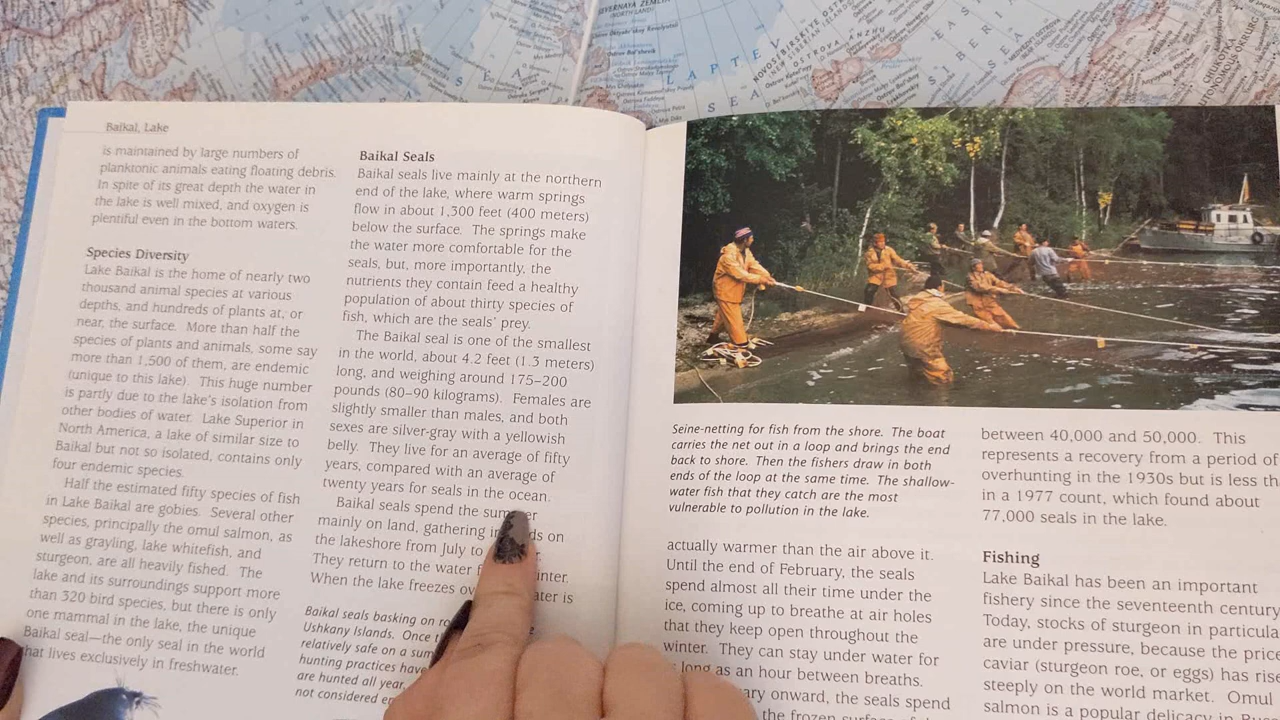 SEVERNAYA ZEMLYA
(NORTH LAND)
LAPTEV
SEA
NOVOSIBIRSKIYE OSTROVA
OSTROVA ANZHU
SIBERIAN
SEA
Baikal, Lake
is maintained by large numbers of
planktonic animals eating floating debris.
In spite of its great depth the water in
the lake is well mixed, and oxygen is
plentiful even in the bottom waters.
Species Diversity
Lake Baikal is the home of nearly two
thousand animal species at various
depths, and hundreds of plants at, or
near, the surface. More than half the
species of plants and animals, some say
more than 1,500 of them, are endemic
(unique to this lake). This huge number
is partly due to the lake's isolation from
other bodies of water. Lake Superior in
North America, a lake of similar size to
Baikal but not so isolated, contains only
four endemic species.
Half the estimated fifty species of fish
in Lake Baikal are gobies. Several other
species, principally the omul salmon, as
well as grayling, lake whitefish, and
sturgeon, are all heavily fished. The
lake and its surroundings support more
than 320 bird species, but there is only
one mammal in the lake, the unique
Baikal seal—the only seal in the world
that lives exclusively in freshwater.
Baikal Seals
Baikal seals live mainly at the northern
end of the lake, where warm springs
flow in about 1,300 feet (400 meters)
below the surface. The springs make
the water more comfortable for the
seals, but, more importantly, the
nutrients they contain feed a healthy
population of about thirty species of
fish, which are the seals' prey.
The Baikal seal is one of the smallest
in the world, about 4.2 feet (1.3 meters)
long, and weighing around 175–200
pounds (80–90 kilograms). Females are
slightly smaller than males, and both
sexes are silver-gray with a yellowish
belly. They live for an average of fifty
years, compared with an average of
twenty years for seals in the ocean.
Baikal seals spend the summer
mainly on land, gathering in on
the lakeshore from July to
They return to the water
When the lake freezes is
Baikal seals basking on
Ushkany Islands. Once
relatively safe on a
hunting practices have
are hunted all year,
not considered
Seine-netting for fish from the shore. The boat
carries the net out in a loop and brings the end
back to shore. Then the fishers draw in both
ends of the loop at the same time. The shallow-
water fish that they catch are the most
vulnerable to pollution in the lake.
actually warmer than the air above it.
Until the end of February, the seals
spend almost all their time under the
ice, coming up to breathe at air holes
that they keep open throughout the
winter. They can stay under water for
long as an hour between breaths.
onward, the seals spend
the frozen surface
between 40,000 and 50,000. This
represents a recovery from a period of
overhunting in the 1930s but is less
in a 1977 count, which found about
77,000 seals in the lake.
Fishing
Lake Baikal has been an important
fishery since the seventeenth century
Today, stocks of sturgeon in
are under pressure, because the
caviar (sturgeon roe, or eggs) has
steeply on the world market. Omul
salmon is a popular delicacy in